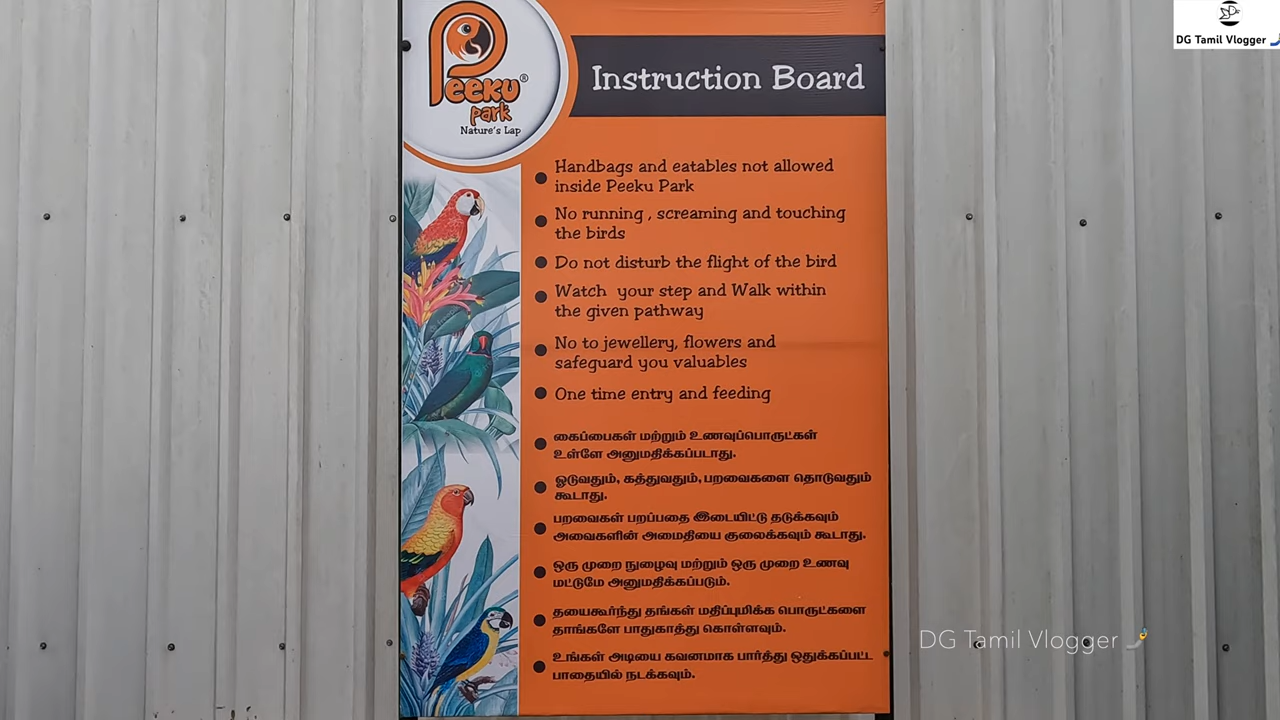 Peeku®
park
Nature's Lap
Instruction Board
Handbags and eatables not allowed
inside Peeku Park
No running , screaming and touching
the birds
Do not disturb the flight of the bird
Watch your step and Walk within
the given pathway
No to jewellery, flowers and
safeguard you valuables
One time entry and feeding
கைப்பைகள் மற்றும் உணவுப்பொருட்கள்
உள்ளே அனுமதிக்கப்படாது.
ஓடுவதும், கத்துவதும், பறவைகளை தொடுவதும்
கூடாது.
பறவைகள் பறப்பதை இடையிட்டு தடுக்கவும்
அவைகளின் அமைதியை குலைக்கவும் கூடாது.
ஒரு முறை நுழைவு மற்றும் ஒரு முறை உணவு
மட்டுமே அனுமதிக்கப்படும்.
தயைகூர்ந்து தங்கள் மதிப்புமிக்க பொருட்களை
தாங்களே பாதுகாத்து கொள்ளவும்.
உங்கள் அடியை கவனமாக பார்த்து ஒதுக்கப்பட்ட
பாதையில் நடக்கவும்.
DG Tamil Vlogger
DG Tamil Vlogger